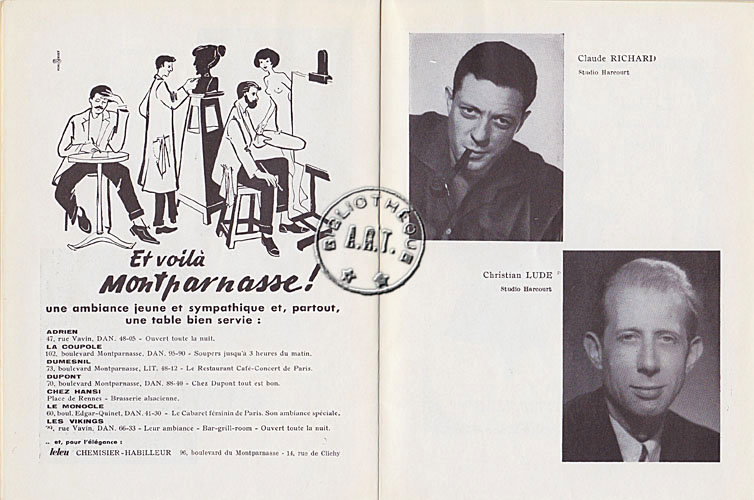 Et voilà
Montparnasse!
une ambiance jeune et sympathique et, partout,
une table bien servie :
ADRIEN
47, rue Vavin, DAN. 48-05 - Ouvert toute la nuit.
LA COUPOLE
102, boulevard Montparnasse, DAN. 95-90 - Soupers jusqu'à 3 heures du matin.
DUMESNIL
73, boulevard Montparnasse, LIT. 48-12 - Le Restaurant Café-Concert de Paris.
DUPONT
70, boulevard Montparnasse, DAN. 88-40 - Chez Dupont tout est bon.
CHEZ HANSI
Place de Rennes - Brasserie alsacienne.
LE MONOCLE
60, boul. Edgar-Quinet, DAN. 41-30 - Le Cabaret féminin de Paris. Son ambiance spéciale.
LES VIKINGS
rue Vavin, DAN. 66-33 - Leur ambiance - Bar-grill-room - Ouvert toute la nuit.
... et, pour l'élégence :
leleu CHEMISIER-HABILLEUR 96, boulevard du Montparnasse - 14, rue de Clichy
BIBLIOTHÈQUE
A.R.T.
Claude RICHARD
Studio Harcourt
Christian LUDE
Studio Harcourt